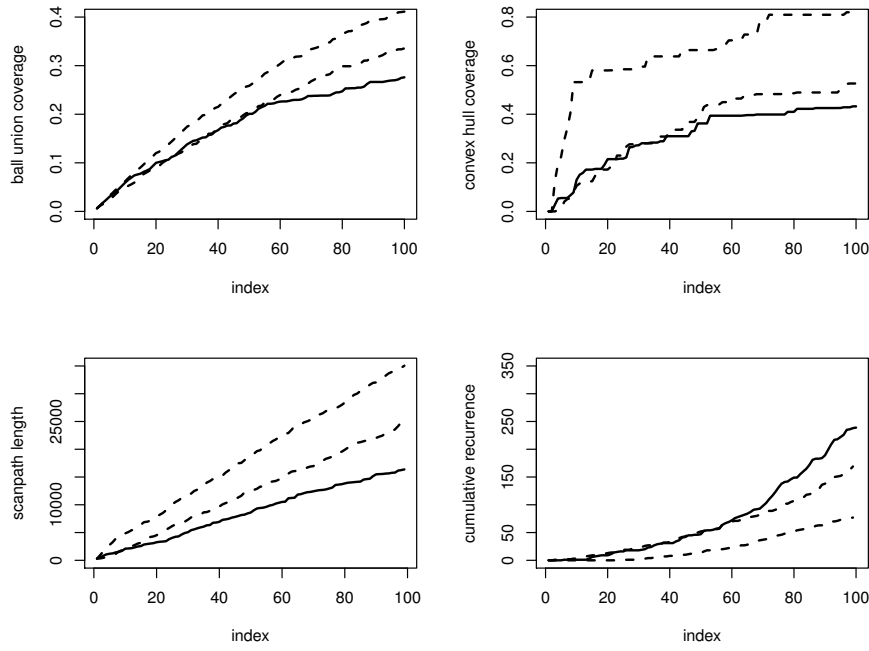 ball union coverage
0.0 0.1 0.2 0.3 0.4
0 20 40 60 80 100
index
convex hull coverage
0.0 0.2 0.4 0.6 0.8
0 20 40 60 80 100
index
scanpath length
0 10000 25000
0 20 40 60 80 100
index
cumulative recurrence
0 50 150 250 350
0 20 40 60 80 100
index